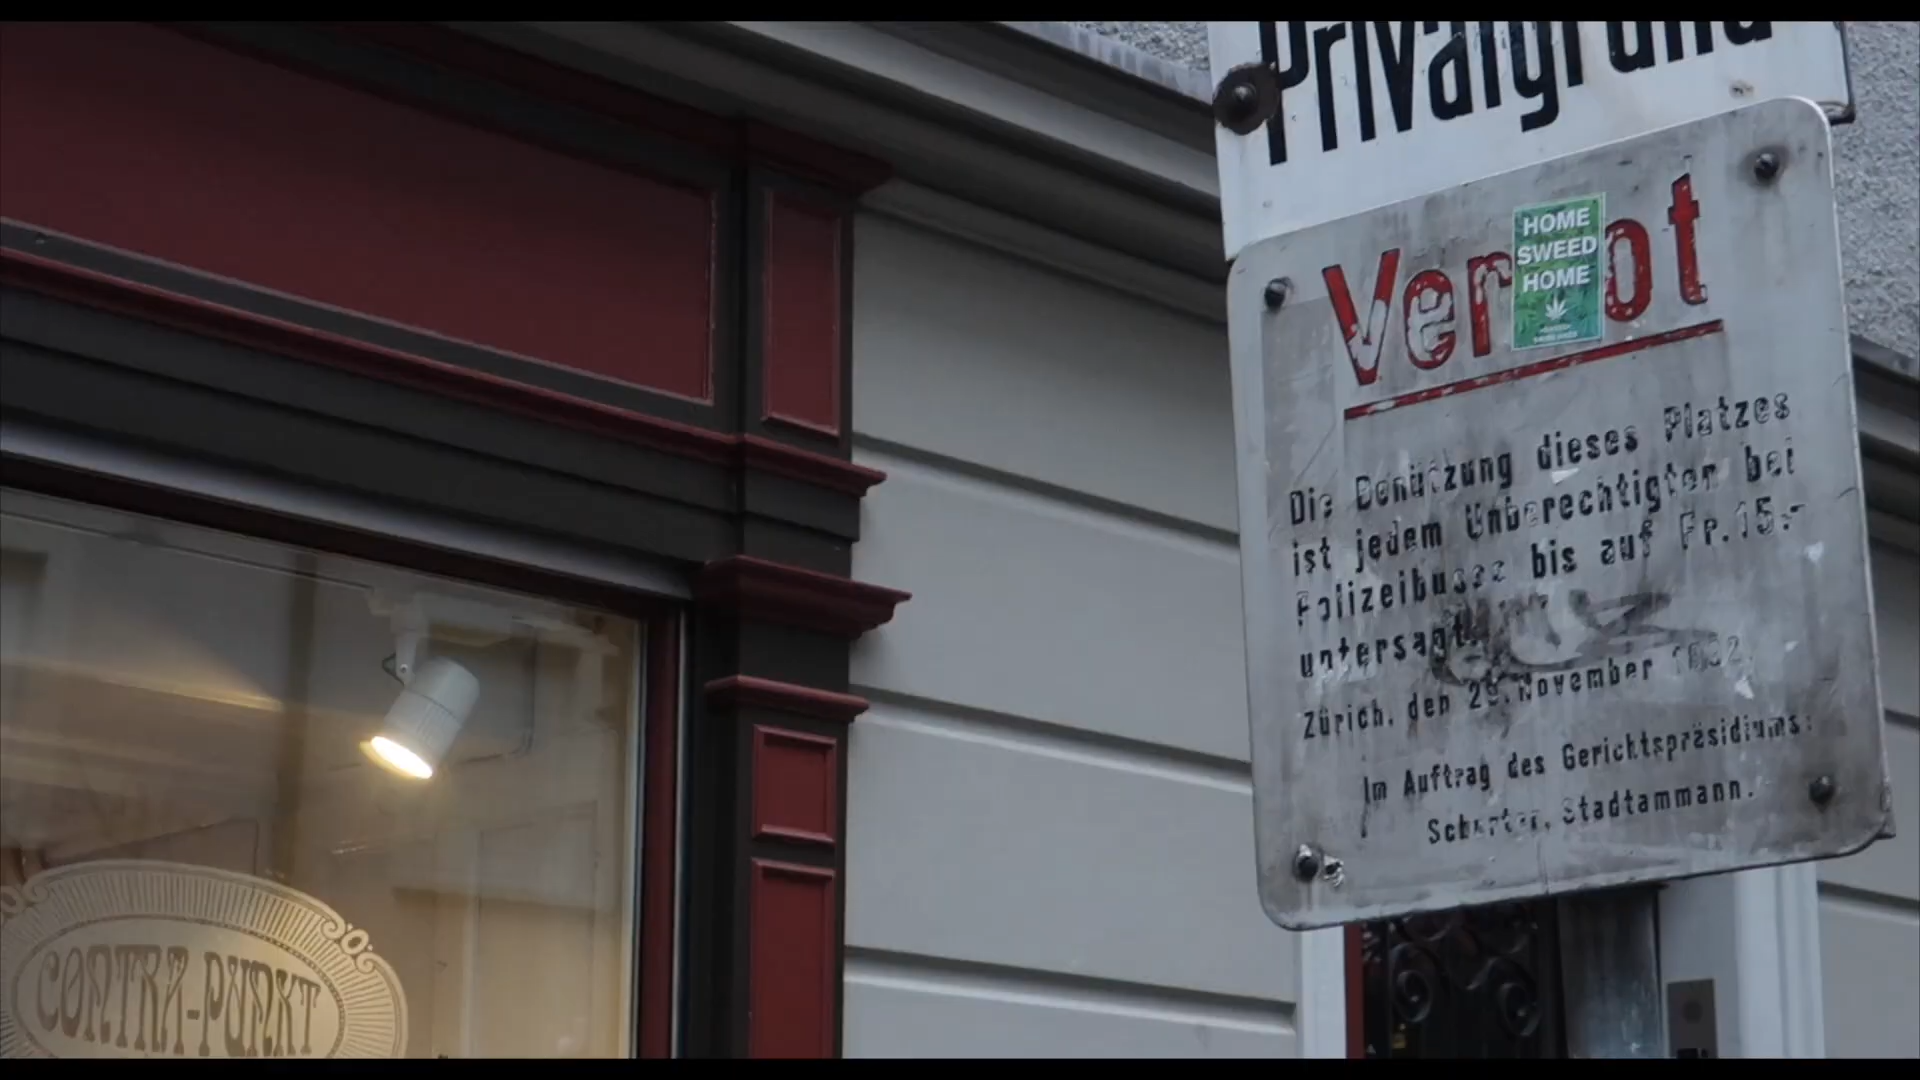 Privatgrund
Verbot
HOME
SWEED
HOME
Die Benützung dieses Platzes
ist jedem Unberechtigten bei
Polizeibusse bis auf Fr.15.-
untersagt.
Zürich, den 29. November
Im Auftrag des Gerichtspräsidiums:
Stadtammann.
CONTRA-PUNKT